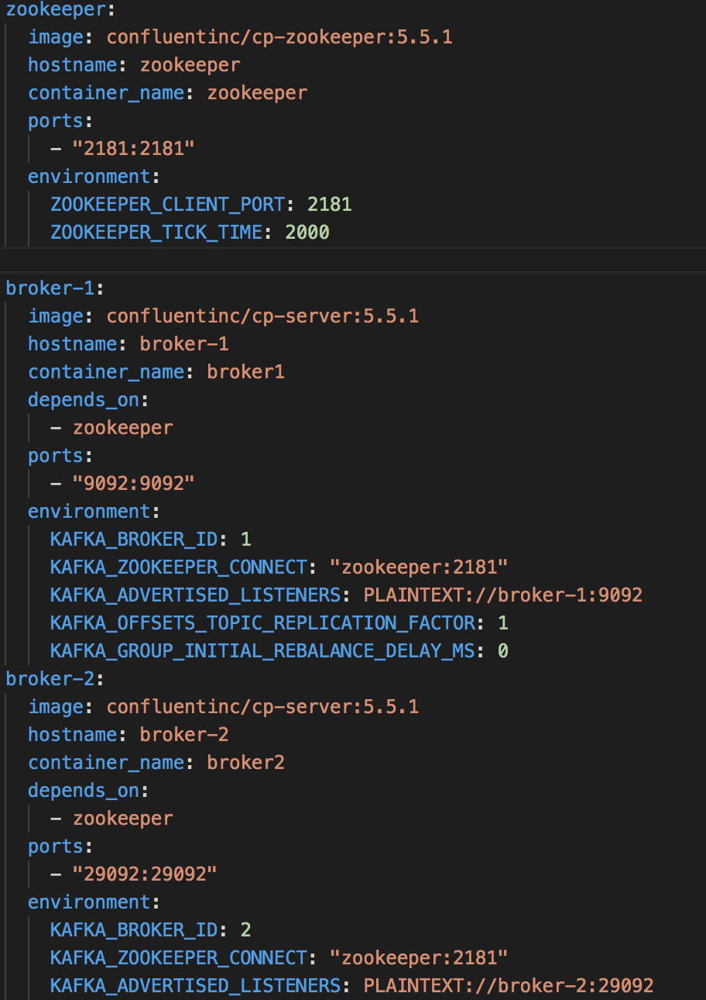 zookeeper:
image: confluentinc/cp-zookeeper:5.5.1
hostname: zookeeper
container_name: zookeeper
ports:
- "2181:2181"
environment:
ZOOKEEPER_CLIENT_PORT: 2181
ZOOKEEPER_TICK_TIME: 2000
broker-1:
image: confluentinc/cp-server:5.5.1
hostname: broker-1
container_name: broker1
depends_on:
- zookeeper
ports:
- "9092:9092"
environment:
KAFKA_BROKER_ID: 1
KAFKA_ZOOKEEPER_CONNECT: "zookeeper:2181"
KAFKA_ADVERTISED_LISTENERS: PLAINTEXT://broker-1:9092
KAFKA_OFFSETS_TOPIC_REPLICATION_FACTOR: 1
KAFKA_GROUP_INITIAL_REBALANCE_DELAY_MS: 0
broker-2:
image: confluentinc/cp-server:5.5.1
hostname: broker-2
container_name: broker2
depends_on:
- zookeeper
ports:
- "29092:29092"
environment:
KAFKA_BROKER_ID: 2
KAFKA_ZOOKEEPER_CONNECT: "zookeeper:2181"
KAFKA_ADVERTISED_LISTENERS: PLAINTEXT://broker-2:29092